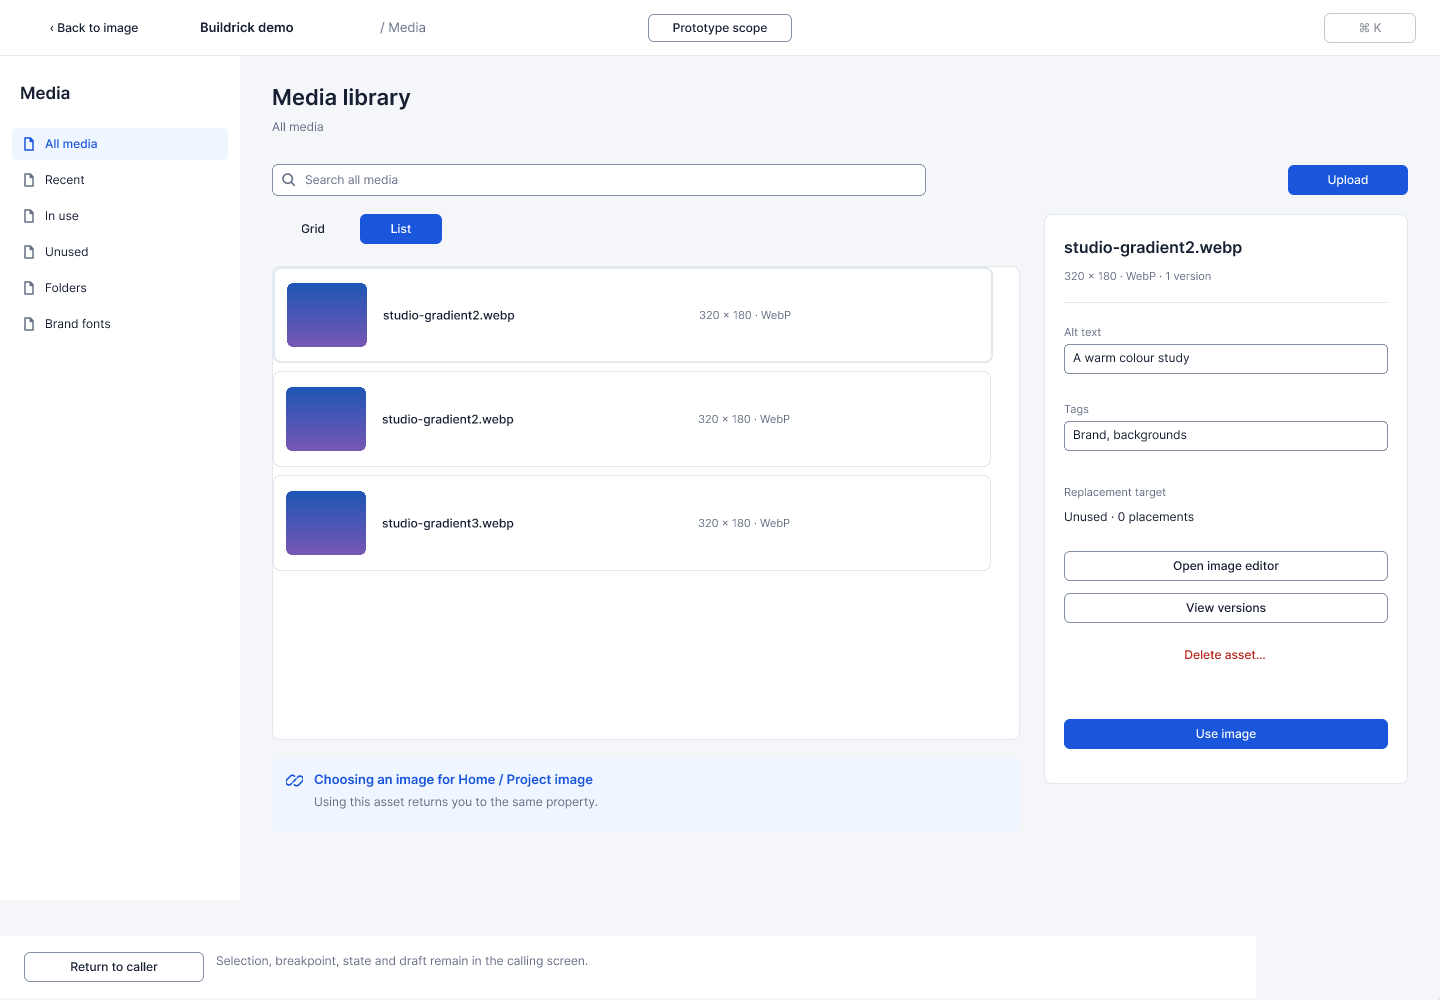 ‹ Back to image
Buildrick demo
/ Media
Prototype scope
⌘ K
Media
All media
Recent
In use
Unused
Folders
Brand fonts
Media library
All media
Search all media
Upload
Grid
List
studio-gradient2.webp
320 × 180 · WebP
studio-gradient2.webp
320 × 180 · WebP
studio-gradient3.webp
320 × 180 · WebP
Choosing an image for Home / Project image
Using this asset returns you to the same property.
studio-gradient2.webp
320 × 180 · WebP · 1 version
Alt text
A warm colour study
Tags
Brand, backgrounds
Replacement target
Unused · 0 placements
Open image editor
View versions
Delete asset...
Use image
Return to caller
Selection, breakpoint, state and draft remain in the calling screen.